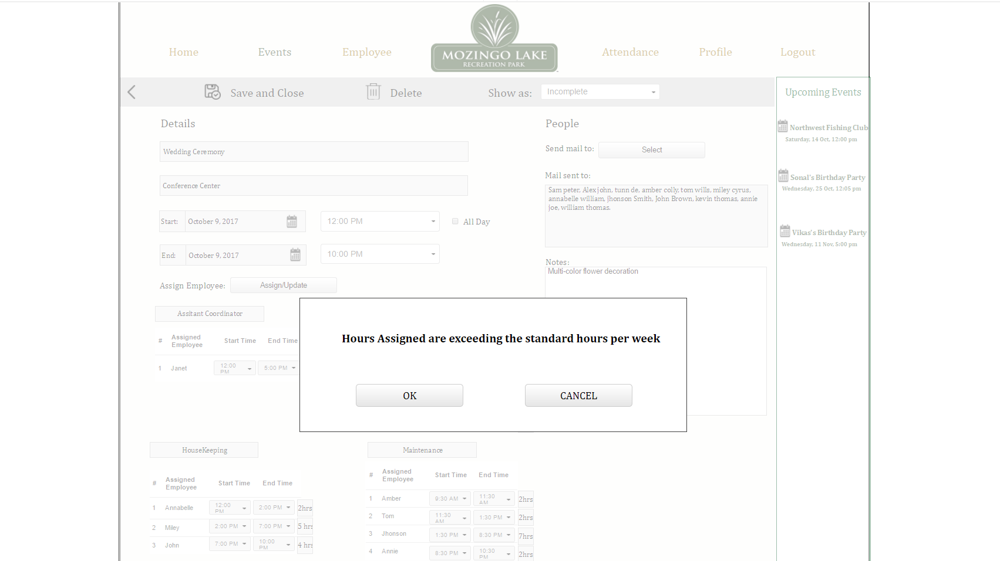 Home
Events
Employee
MOZINGO LAKE
RECREATION PARK
Attendance
Profile
Logout
Save and Close
Delete
Show as:
Incomplete
Upcoming Events
Northwest Fishing Club
Saturday, 14 Oct, 12:00 pm
Sonal's Birthday Party
Wednesday, 25 Oct, 12:05 pm
Vikas's Birthday Party
Wednesday, 11 Nov, 5:00 pm
Details
Wedding Ceremony
Conference Center
Start:
October 9, 2017
12:00 PM
All Day
End:
October 9, 2017
10:00 PM
Assign Employee:
Assign/Update
People
Send mail to:
Select
Mail sent to:
Sam peter, Alex john, tunn de, amber colly, tom wills, miley cyrus,
annabelle william, jhonson Smith, John Brown, kevin thomas, annie
joe, william thomas.
Notes:
Multi-color flower decoration
Assitant Coordinator
# Assigned Employee Start Time End Time
1 Janet 12:00 PM 5:00 PM
Hours Assigned are exceeding the standard hours per week
OK
CANCEL
HouseKeeping
# Assigned Employee Start Time End Time
1 Annabelle 12:00 PM 2:00 PM 2hrs
2 Miley 2:00 PM 7:00 PM 5 hrs
3 John 7:00 PM 10:00 PM 4 hrs
Maintenance
# Assigned Employee Start Time End Time
1 Amber 9:30 AM 11:30 AM 2hrs
2 Tom 11:30 AM 1:30 PM 2hrs
3 Jhonson 1:30 PM 8:30 PM 7hrs
4 Annie 8:30 PM 10:30 PM 2hrs